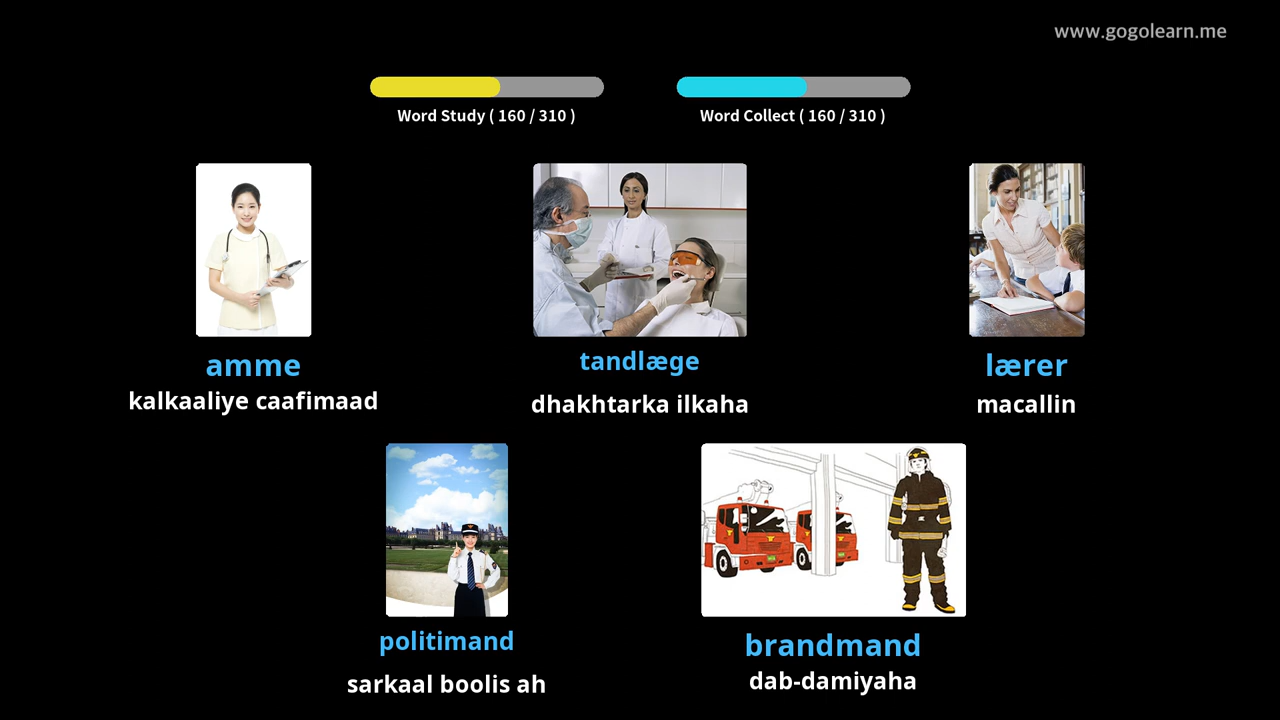 www.gogolearn.me
Word Study ( 160 / 310 )
Word Collect ( 160 / 310 )
amme
kalkaaliye caafimaad
tandlæge
dhakhtarka ilkaha
lærer
macallin
politimand
sarkaal boolis ah
brandmand
dab-damiyaha